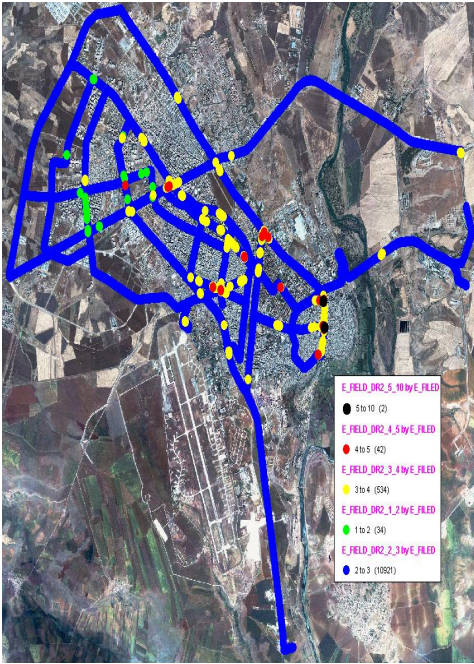 E_FIELD_DR2_5_10 by E_FILED
5 to 10 (2)
E_FIELD_DR2_4_5 by E_FILED
4 to 5 (42)
E_FIELD_DR2_3_4 by E_FILED
3 to 4 (534)
E_FIELD_DR2_1_2 by E_FILED
1 to 2 (34)
E_FIELD_DR2_2_3 by E_FILED
2 to 3 (10921)